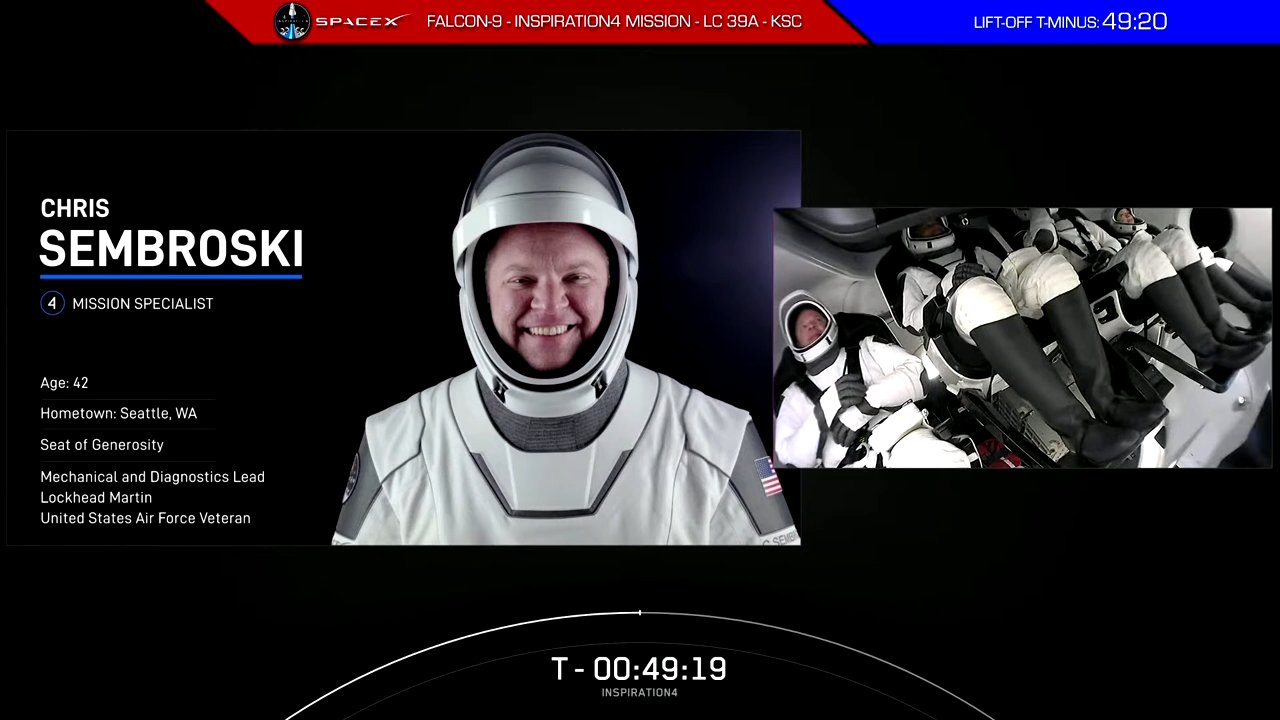 SPACEX
FALCON-9 - INSPIRATION4 MISSION - LC 39A - KSC
LIFT-OFF T-MINUS: 49:20
CHRIS
SEMBROSKI
4 MISSION SPECIALIST
Age: 42
Hometown: Seattle, WA
Seat of Generosity
Mechanical and Diagnostics Lead
Lockhead Martin
United States Air Force Veteran
T - 00:49:19
INSPIRATION4